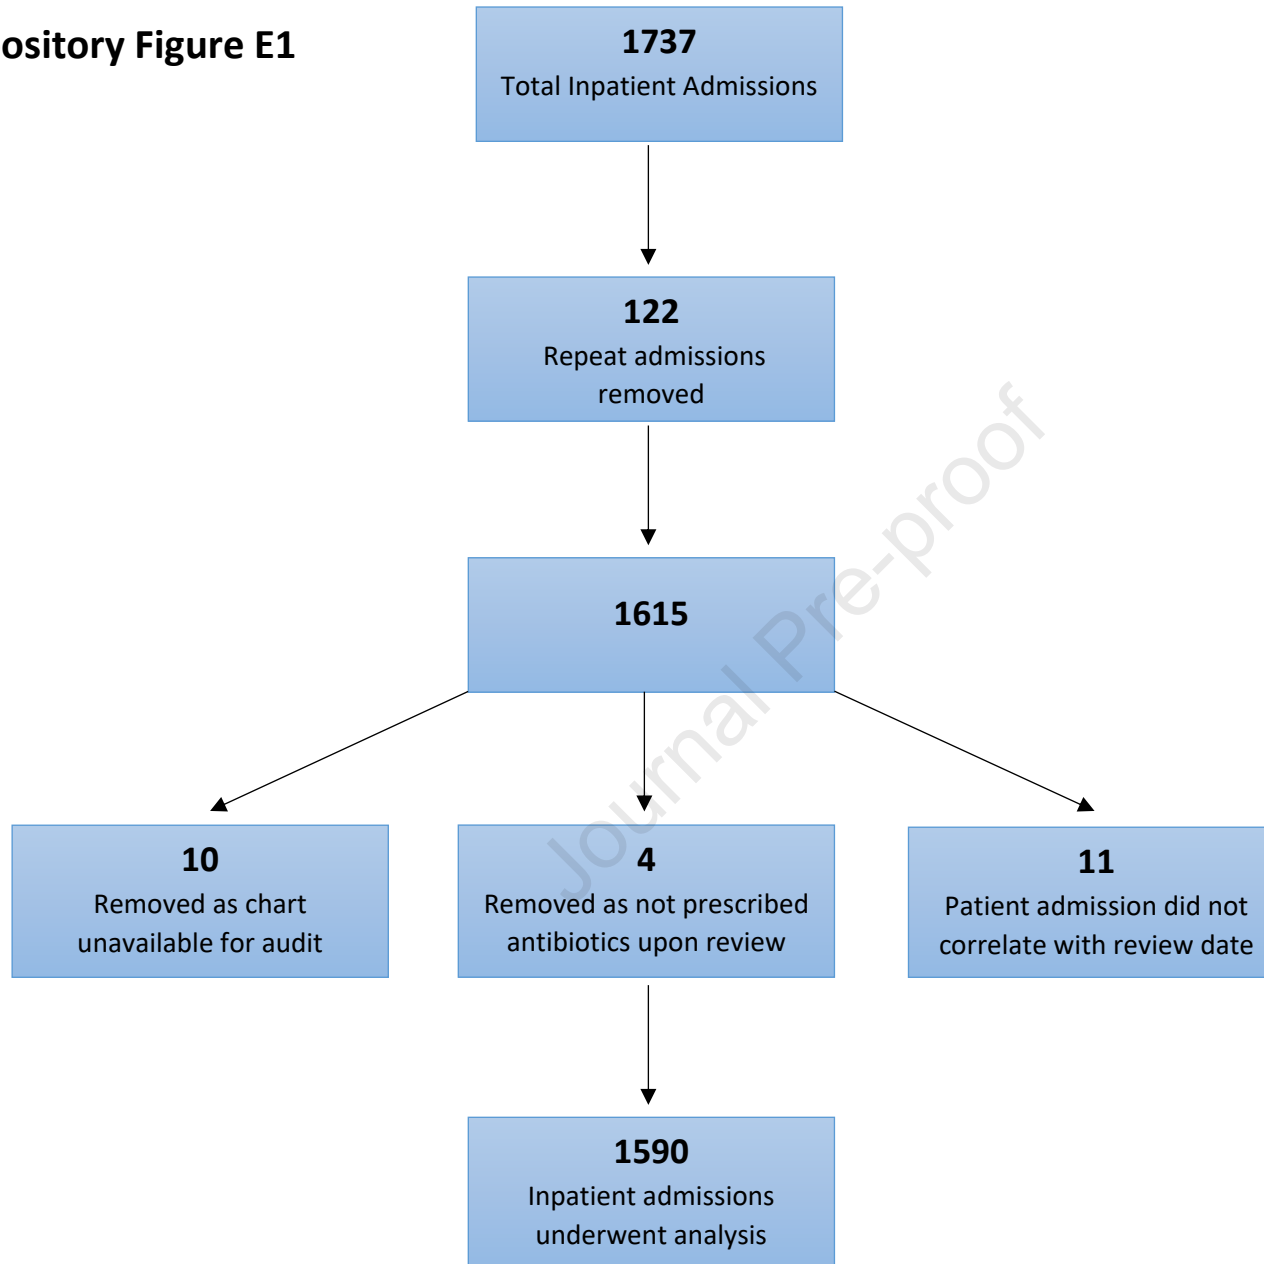 ository Figure E1
1737
Total Inpatient Admissions
122
Repeat admissions
removed
1615
10
Removed as chart
unavailable for audit
4
Removed as not prescribed
antibiotics upon review
11
Patient admission did not
correlate with review date
1590
Inpatient admissions
underwent analysis
Journal Pre-proof